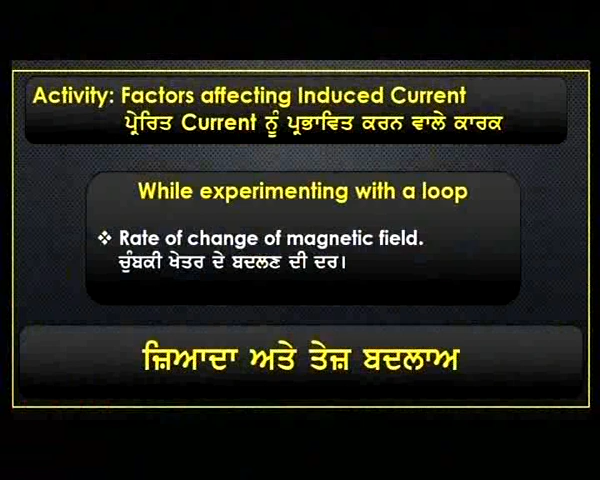 Activity: Factors affecting Induced Current
ਪ੍ਰੇਰਿਤ Current ਨੂੰ ਪ੍ਰਭਾਵਿਤ ਕਰਨ ਵਾਲੇ ਕਾਰਕ
While experimenting with a loop
❖ Rate of change of magnetic field.
ਚੁੰਬਕੀ ਖੇਤਰ ਦੇ ਬਦਲਣ ਦੀ ਦਰ।
ਜ਼ਿਆਦਾ ਅਤੇ ਤੇਜ਼ ਬਦਲਾਅ